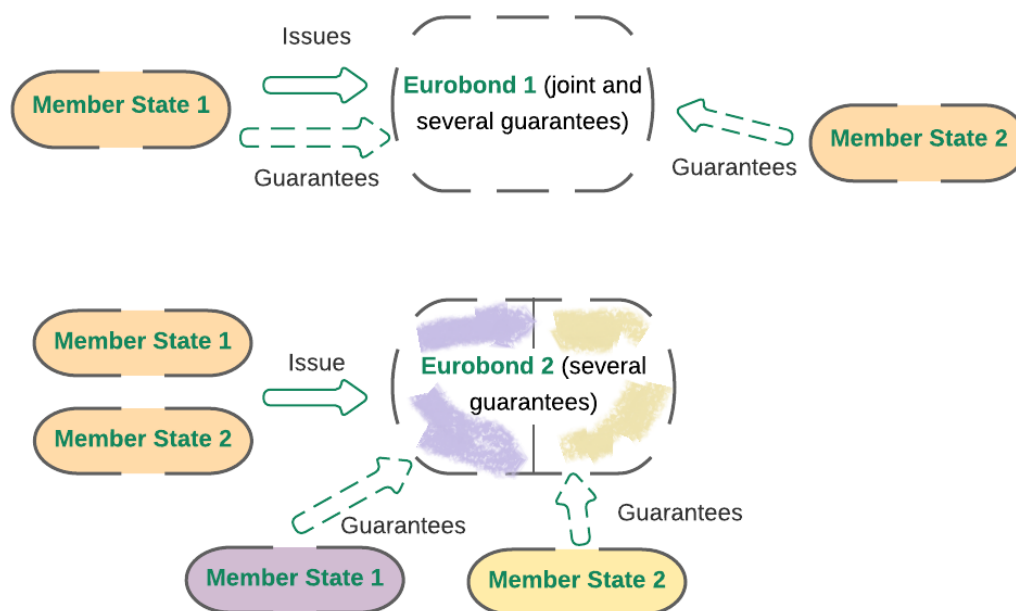 Issues
Member State 1
Eurobond 1 (joint and
several guarantees)
Guarantees
Guarantees
Member State 2
Member State 1
Member State 2
Issue
Eurobond 2 (several
guarantees)
Guarantees
Guarantees
Member State 1
Member State 2